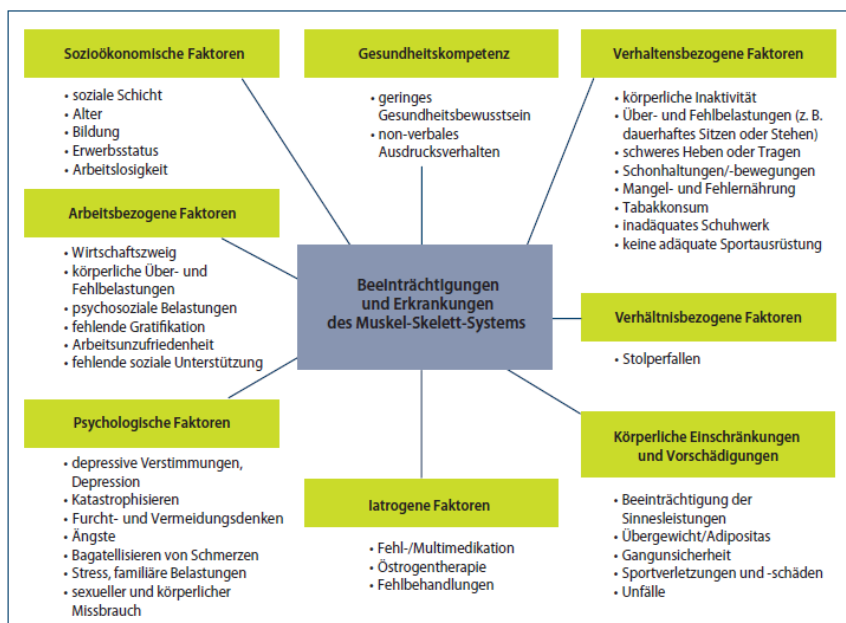 Sozioökonomische Faktoren
• soziale Schicht
• Alter
• Bildung
• Erwerbsstatus
• Arbeitslosigkeit
Gesundheitskompetenz
• geringes
Gesundheitsbewusstsein
• non-verbales
Ausdrucksverhalten
Verhaltensbezogene Faktoren
• körperliche Inaktivität
• Über- und Fehlbelastungen (z. B.
dauerhaftes Sitzen oder Stehen)
• schweres Heben oder Tragen
• Schonhaltungen/-bewegungen
• Mangel- und Fehlernährung
• Tabakkonsum
• inadäquates Schuhwerk
• keine adäquate Sportausrüstung
Arbeitsbezogene Faktoren
• Wirtschaftszweig
• körperliche Über- und
Fehlbelastungen
• psychosoziale Belastungen
• fehlende Gratifikation
• Arbeitsunzufriedenheit
• fehlende soziale Unterstützung
Beeinträchtigungen
und Erkrankungen
des Muskel-Skelett-Systems
Verhältnisbezogene Faktoren
• Stolperfallen
Psychologische Faktoren
• depressive Verstimmungen,
Depression
• Katastrophisieren
• Furcht- und Vermeidungsdenken
• Ängste
• Bagatellisieren von Schmerzen
• Stress, familiäre Belastungen
• sexueller und körperlicher
Missbrauch
Iatrogene Faktoren
• Fehl-/Multimedikation
• Östrogentherapie
• Fehlbehandlungen
Körperliche Einschränkungen
und Vorschädigungen
• Beeinträchtigung der
Sinnesleistungen
• Übergewicht/Adipositas
• Gangunsicherheit
• Sportverletzungen und -schäden
• Unfälle